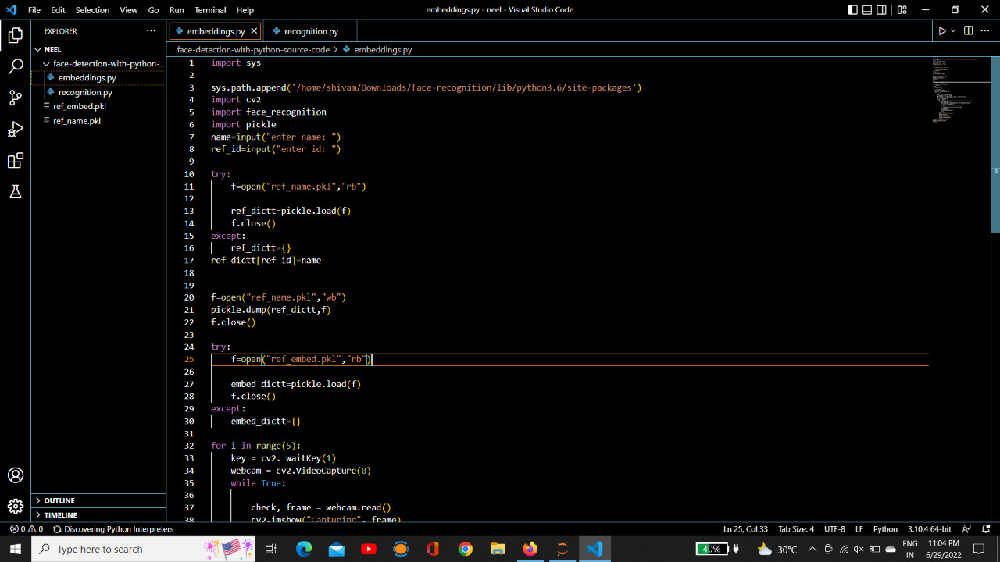 File Edit Selection View Go Run Terminal Help
embeddings.py - neel - Visual Studio Code
EXPLORER
NEEL
face-detection-with-python-...
embeddings.py
recognition.py
ref_embed.pkl
ref_name.pkl
OUTLINE
TIMELINE
embeddings.py
recognition.py
face-detection-with-python-source-code > embeddings.py
1 import sys
2
3 sys.path.append('/home/shivam/Downloads/face-recognition/lib/python3.6/site-packages')
4 import cv2
5 import face_recognition
6 import pickle
7 name=input("enter name: ")
8 ref_id=input("enter id: ")
9
10 try:
11 f=open("ref_name.pkl","rb")
12
13 ref_dictt=pickle.load(f)
14 f.close()
15 except:
16 ref_dictt={}
17 ref_dictt[ref_id]=name
18
19
20 f=open("ref_name.pkl","wb")
21 pickle.dump(ref_dictt,f)
22 f.close()
23
24 try:
25 f=open("ref_embed.pkl","rb")
26
27 embed_dictt=pickle.load(f)
28 f.close()
29 except:
30 embed_dictt={}
31
32 for i in range(5):
33 key = cv2. waitKey(1)
34 webcam = cv2.VideoCapture(0)
35 while True:
36
37 check, frame = webcam.read()
38 cv2.imshow("Capturing", frame)
0 0 Discovering Python Interpreters
Ln 25, Col 33 Tab Size: 4 UTF-8 LF Python 3.10.4 64-bit
Type here to search
40%
30°C
ENG
IN
11:04 PM
6/29/2022